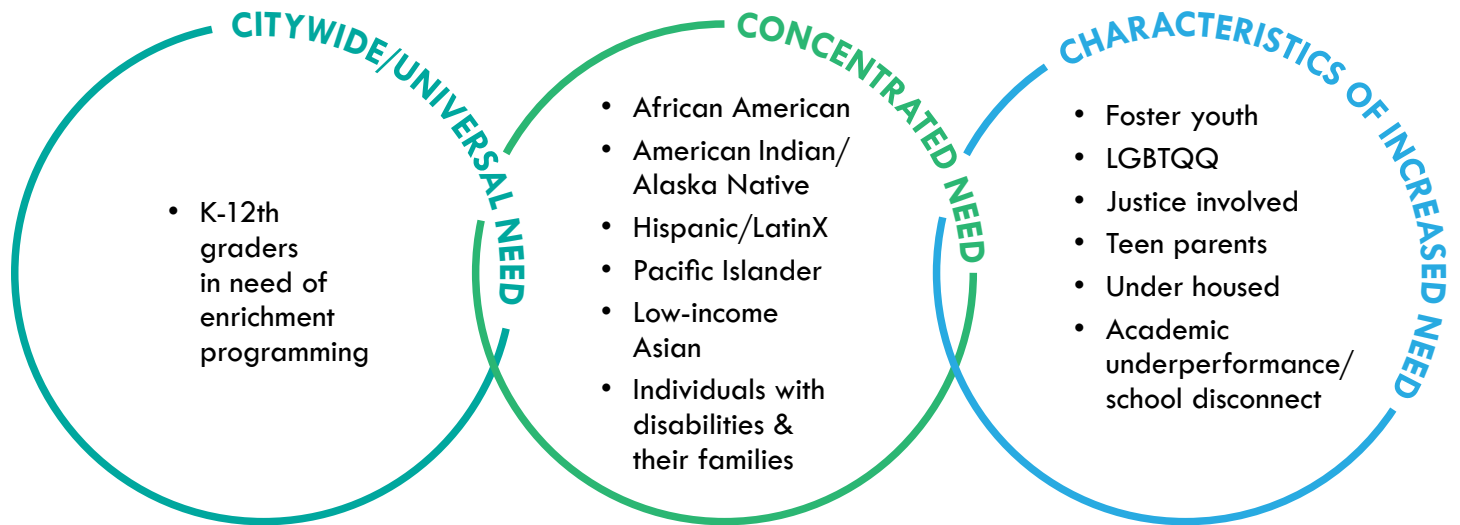 CITYWIDE/UNIVERSAL NEED
• K-12th
graders
in need of
enrichment
programming
CONCENTRATED NEED
• African American
• American Indian/
Alaska Native
• Hispanic/LatinX
• Pacific Islander
• Low-income
Asian
• Individuals with
disabilities &
their families
CHARACTERISTICS OF INCREASED NEED
• Foster youth
• LGBTQQ
• Justice involved
• Teen parents
• Under housed
• Academic
underperformance/
school disconnect